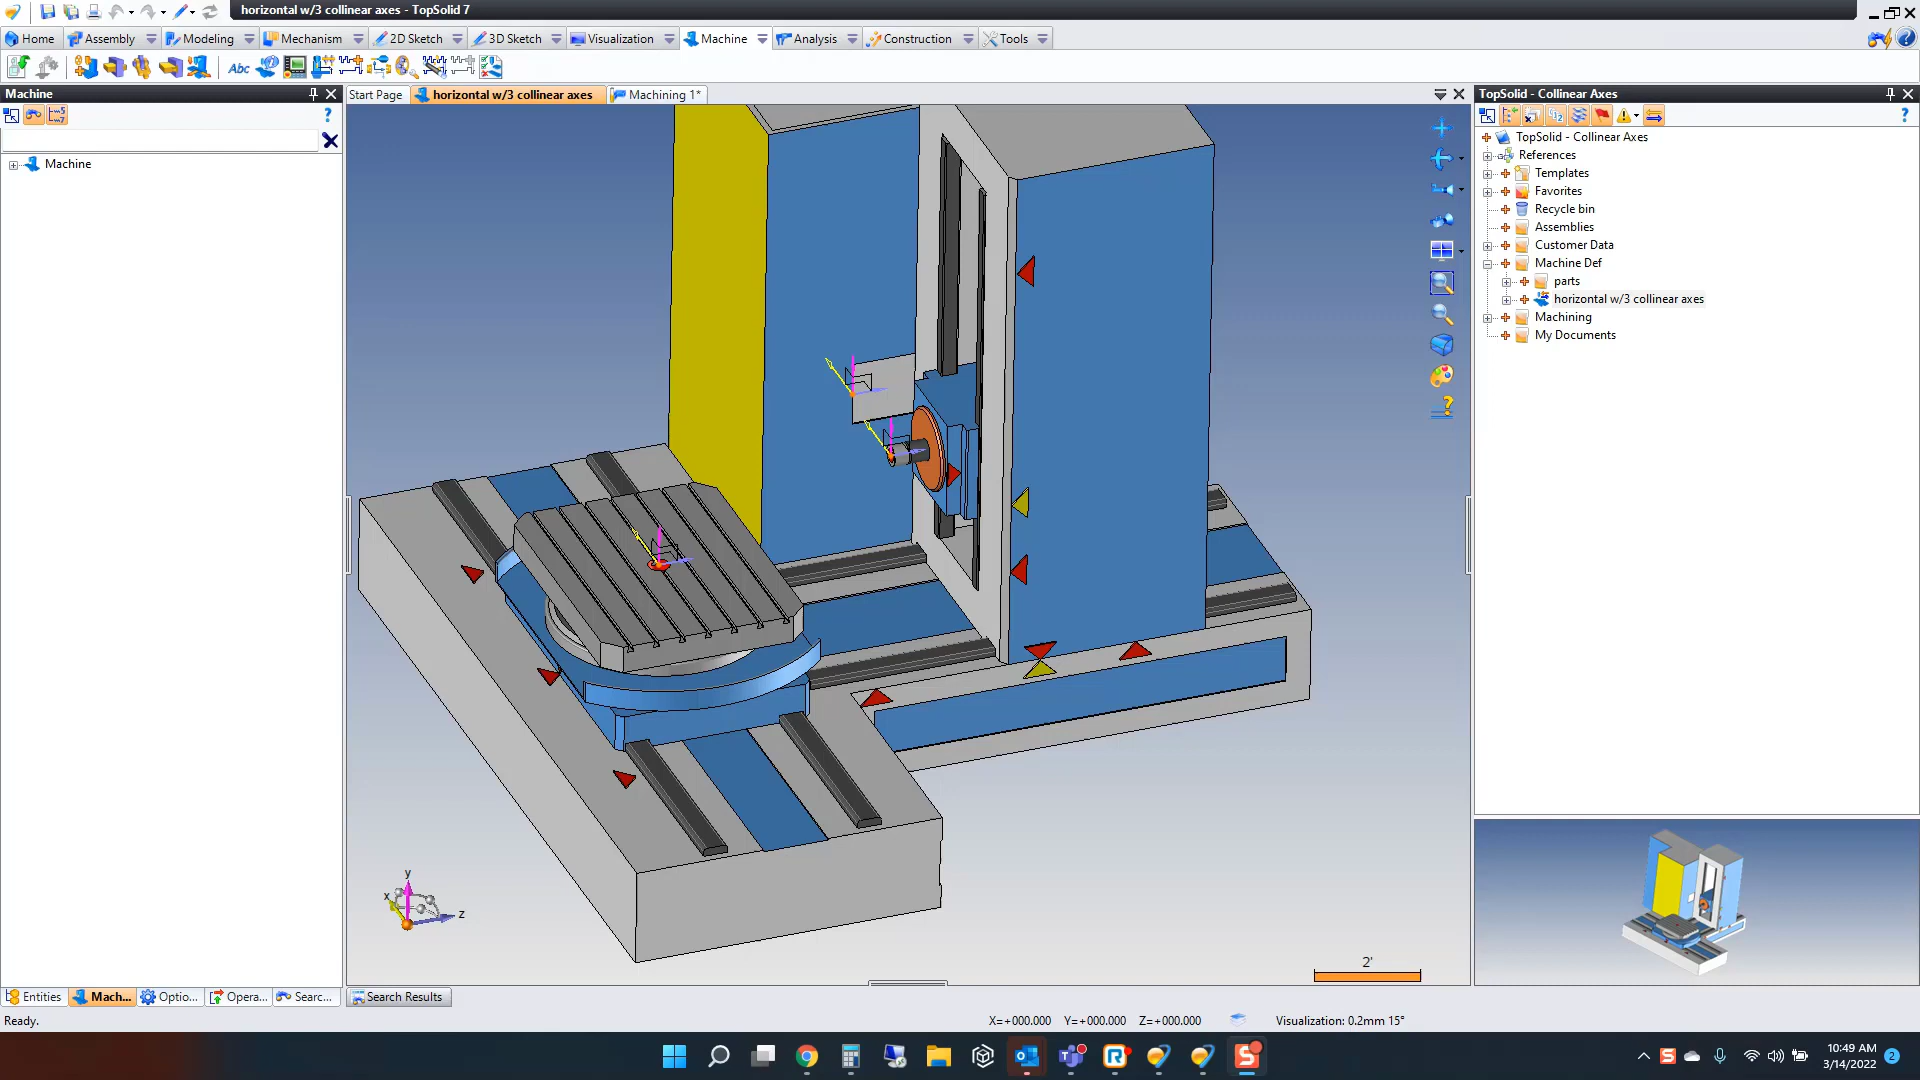 horizontal w/3 collinear axes - TopSolid 7
Home Assembly Modeling Mechanism 2D Sketch 3D Sketch Visualization Machine Analysis Construction Tools
Abc
Machine
Start Page horizontal w/3 collinear axes Machining 1*
TopSolid - Collinear Axes
Machine
TopSolid - Collinear Axes
References
Templates
Favorites
Recycle bin
Assemblies
Customer Data
Machine Def
parts
horizontal w/3 collinear axes
Machining
My Documents
y
x
z
2'
Entities Mach... Optio... Opera... Searc... Search Results
Ready.
X=+000.000 Y=+000.000 Z=+000.000 Visualization: 0.2mm 15°
10:49 AM
3/14/2022
2